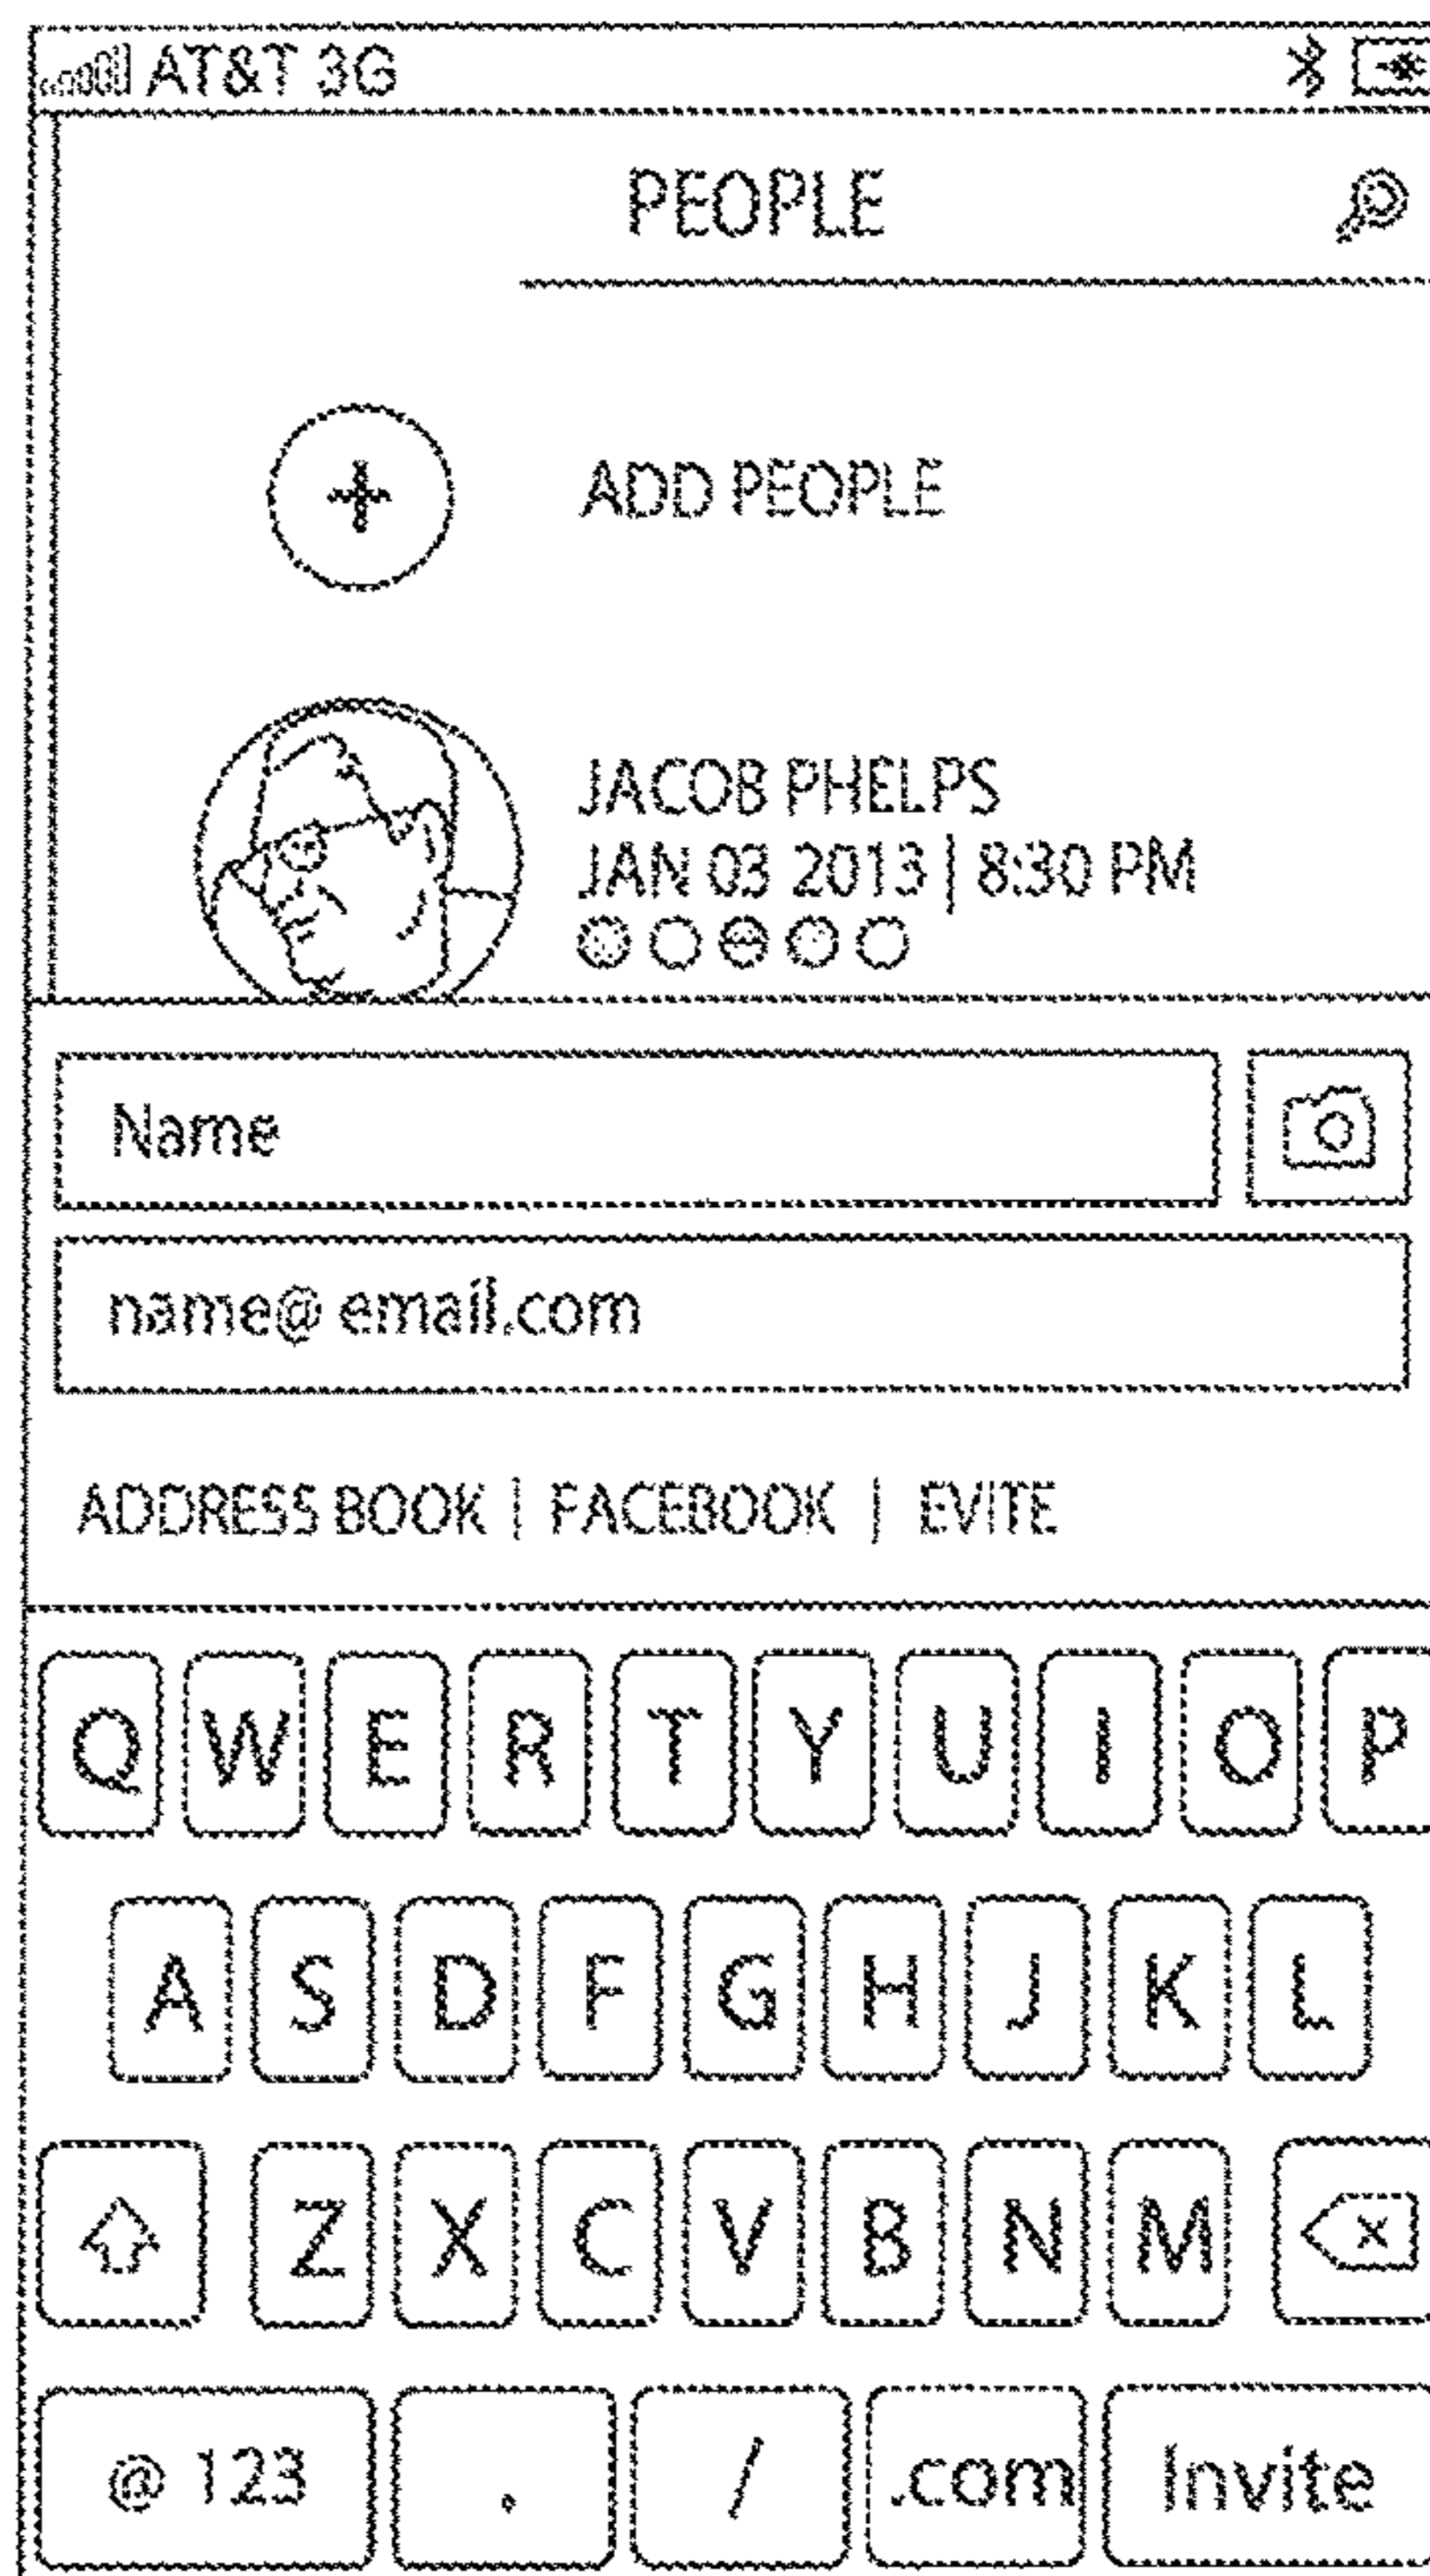 AT&T 3G
PEOPLE
ADD PEOPLE
JACOB PHELPS
JAN 03 2013 | 8:30 PM
Name
name@ email.com
ADDRESS BOOK | FACEBOOK | EVITE
Q W E R T Y U I O P
A S D F G H J K L
Z X C V B N M
@ 123 . / .com Invite